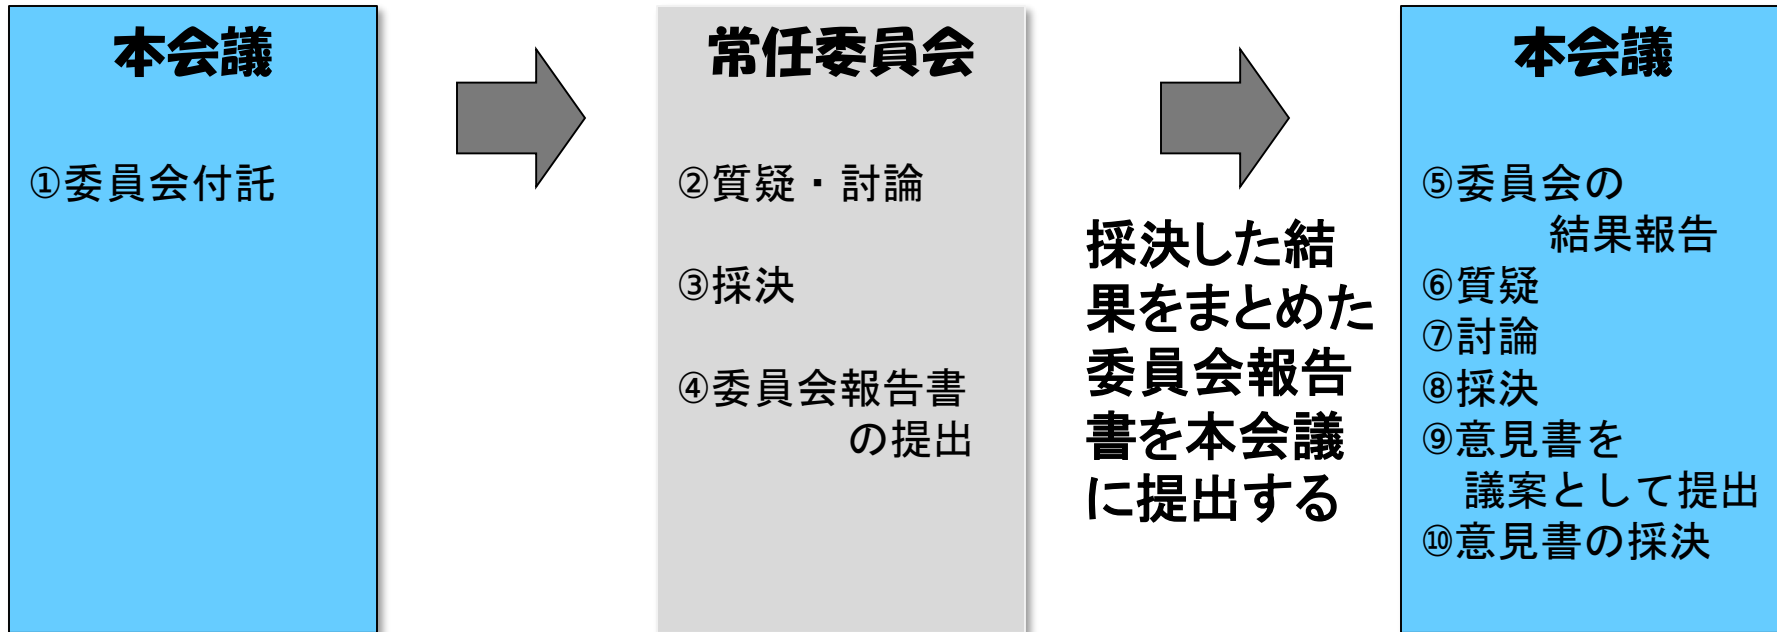 本会議
①委員会付託
常任委員会
②質疑・討論
③採決
④委員会報告書
の提出
採決した結
果をまとめた
委員会報告
書を本会議
に提出する
本会議
⑤委員会の
結果報告
⑥質疑
⑦討論
⑧採決
⑨意見書を
議案として提出
⑩意見書の採決